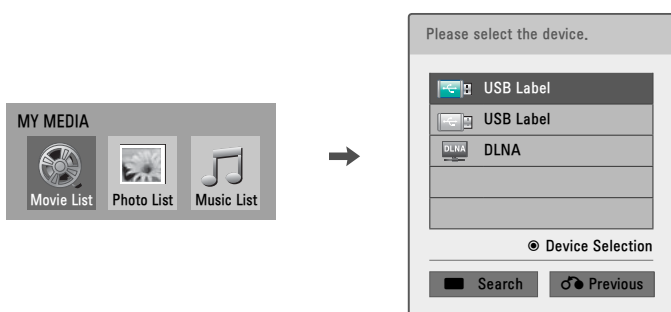 MY MEDIA
Movie List
Photo List
Music List
Please select the device.
USB Label
USB Label
DLNA DLNA
◉ Device Selection
Search
Previous